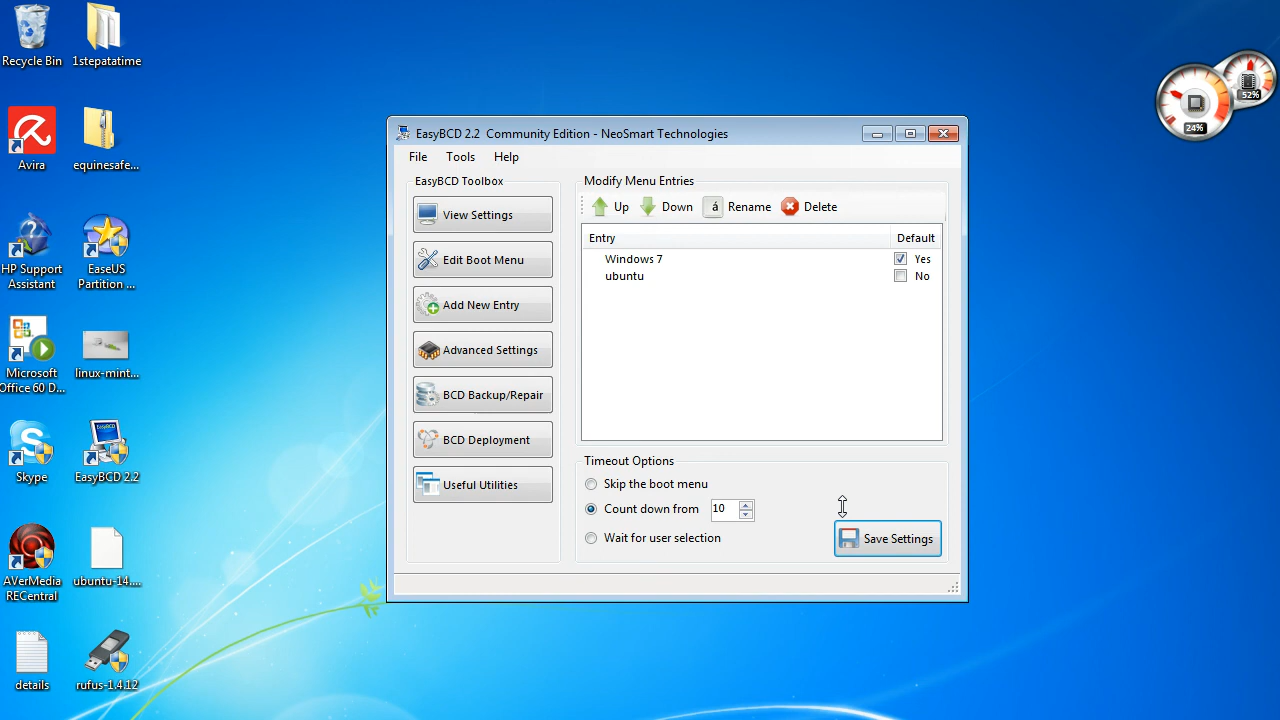 Recycle Bin
1stepatatime
Avira
equinesafe...
HP Support
Assistant
EaseUS
Partition ...
Microsoft
Office 60 D...
linux-mint...
Skype
EasyBCD 2.2
AVerMedia
RECentral
ubuntu-14....
details
rufus-1.4.12
EasyBCD 2.2 Community Edition - NeoSmart Technologies
File Tools Help
EasyBCD Toolbox
View Settings
Edit Boot Menu
Add New Entry
Advanced Settings
BCD Backup/Repair
BCD Deployment
Useful Utilities
Modify Menu Entries
Up Down á Rename Delete
Entry Default
Windows 7 Yes
ubuntu No
Timeout Options
Skip the boot menu
Count down from 10
Wait for user selection
Save Settings
52%
24%